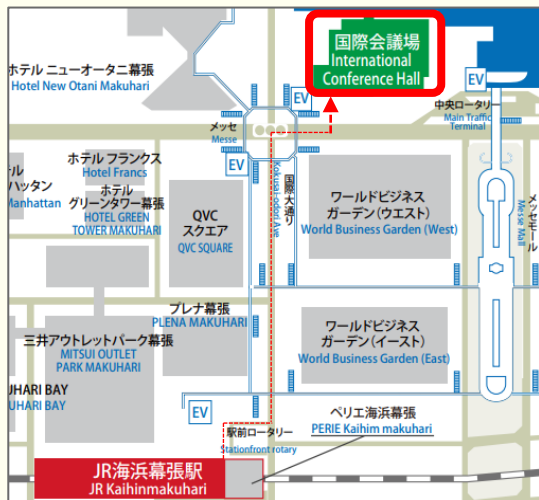 国際会議場
International
Conference Hall
ホテル ニューオータニ幕張
Hotel New Otani Makuhari
EV
EV
中央ロータリー
Main Traffic
Terminal
メッセ
Messe
EV
ホテル フランクス
Hotel Francs
ホテル
グリーンタワー幕張
HOTEL GREEN
TOWER MAKUHARI
テル
ハッタン
Manhattan
QVC
スクエア
QVC SQUARE
国際大通り
Kokusai-odori Ave
ワールドビジネス
ガーデン(ウエスト)
World Business Garden (West)
メッセモール
Messe Mall
プレナ幕張
PLENA MAKUHARI
三井アウトレットパーク幕張
MITSUI OUTLET
PARK MAKUHARI
ワールドビジネス
ガーデン(イースト)
World Business Garden (East)
UHARI BAY
UHARI BAY
EV
駅前ロータリー
Stationfront rotary
ペリエ海浜幕張
PERIE Kaihim makuhari
JR海浜幕張駅
JR Kaihinmakuhari